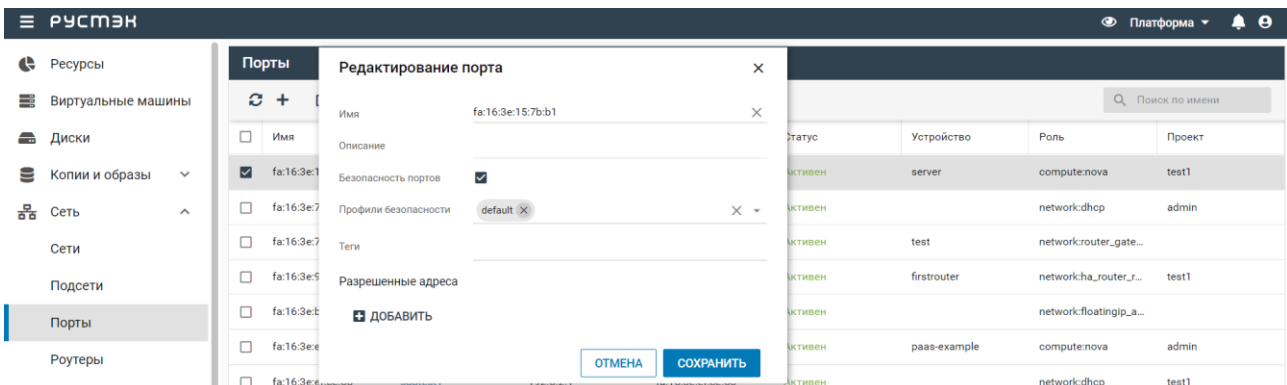 РУСТЭК
Платформа
Ресурсы
Виртуальные машины
Диски
Копии и образы
Сеть
Сети
Подсети
Порты
Роутеры
Порты
Поиск по имени
Имя Статус Устройство Роль Проект
fa:16:3e:1 Активен server compute:nova test1
fa:16:3e:7 Активен network:dhcp admin
fa:16:3e:7 Активен test network:router_gate...
fa:16:3e:9 Активен firstrouter network:ha_router_r... test1
fa:16:3e:b Активен network:floatingip_a...
fa:16:3e:e Активен paas-example compute:nova admin
Активен network:dhcp test1
Редактирование порта
Имя fa:16:3e:15:7b:b1
Описание
Безопасность портов
Профили безопасности default
Теги
Разрешенные адреса
ДОБАВИТЬ
ОТМЕНА СОХРАНИТЬ